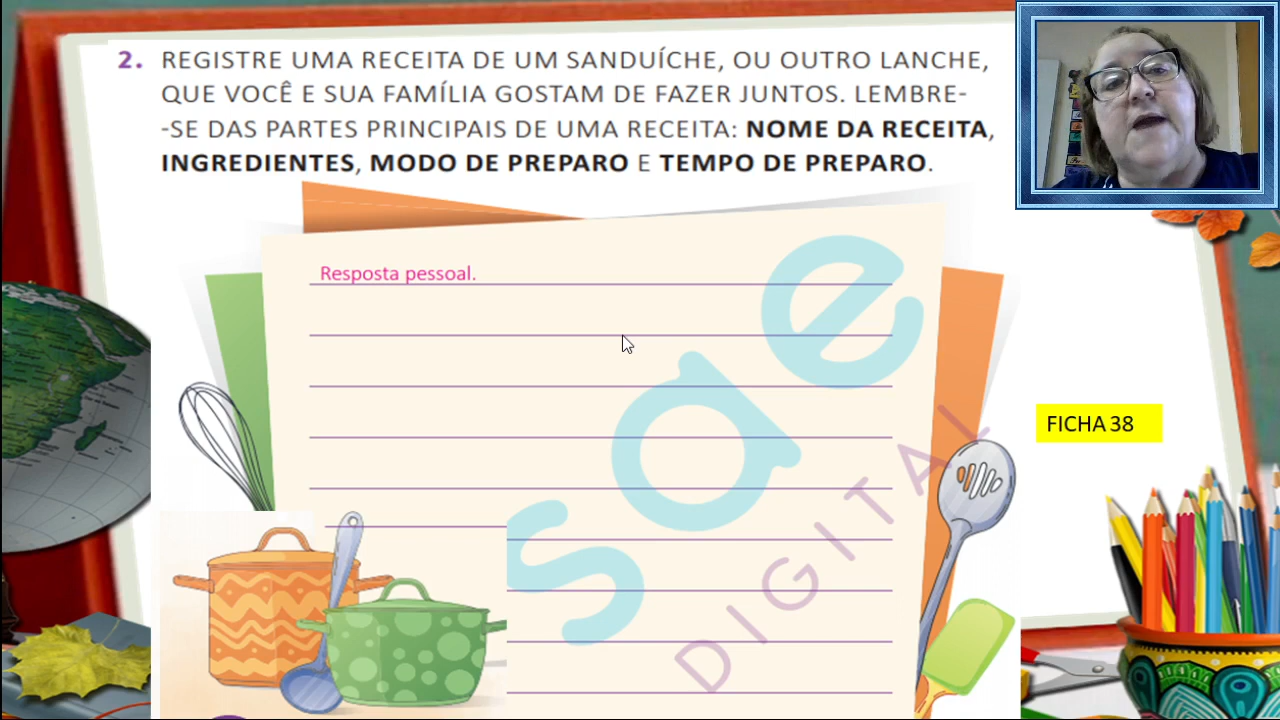 2. REGISTRE UMA RECEITA DE UM SANDUÍCHE, OU OUTRO LANCHE,
QUE VOCÊ E SUA FAMÍLIA GOSTAM DE FAZER JUNTOS. LEMBRE-
-SE DAS PARTES PRINCIPAIS DE UMA RECEITA: NOME DA RECEITA,
INGREDIENTES, MODO DE PREPARO E TEMPO DE PREPARO.
Resposta pessoal.
sae
DIGITAL
FICHA 38